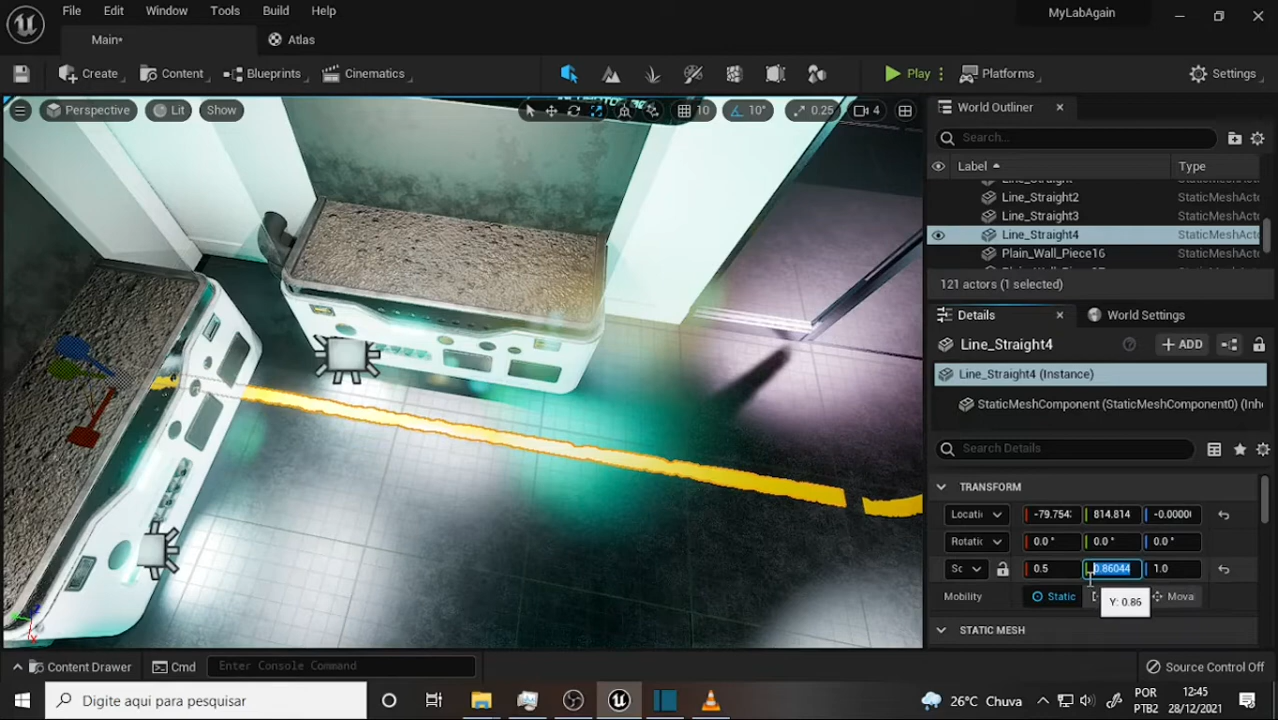 File Edit Window Tools Build Help
MyLabAgain
Main• Atlas
Create Content Blueprints Cinematics Play Platforms Settings
Perspective Lit Show 10 10° 0.25 4
World Outliner
Search...
Label Type
Line_Straight
Line_Straight2 StaticMeshActo
Line_Straight3 StaticMeshActo
Line_Straight4 StaticMeshActo
Plain_Wall_Piece16 StaticMeshActo
121 actors (1 selected)
Details World Settings
Line_Straight4 + ADD
Line_Straight4 (Instance)
StaticMeshComponent (StaticMeshComponent0) (Inh
Search Details
TRANSFORM
Locati -79.754 814.814 -0.0000
Rotatic 0.0 ° 0.0 ° 0.0 °
Sc 0.5 0.86044 1.0
Mobility Static Mova
Y: 0.86
STATIC MESH
Content Drawer Cmd Enter Console Command Source Control Off
Digite aqui para pesquisar
26°C Chuva
POR
PTB2
12:45
28/12/2021